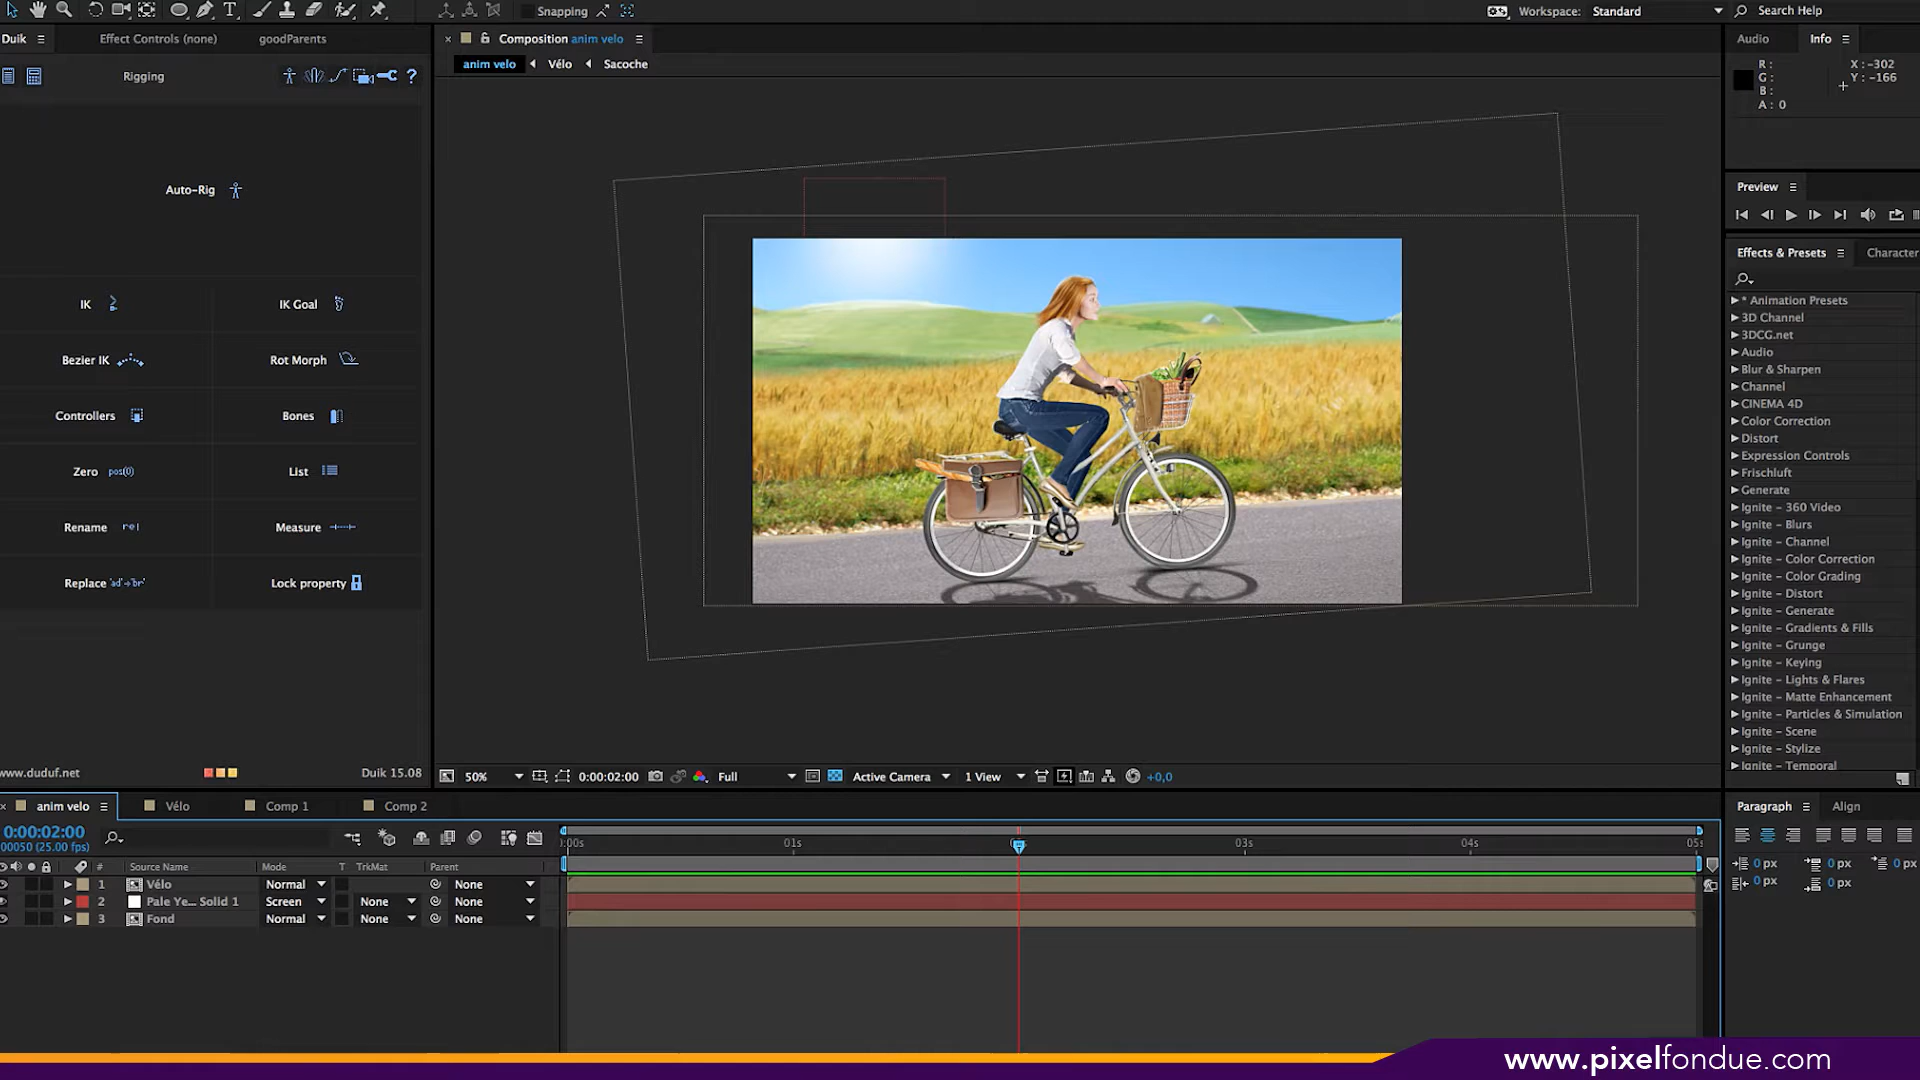 Snapping
Workspace: Standard
Search Help
Duik
Effect Controls (none)
goodParents
Composition anim velo
Audio
Info
anim velo
Vélo
Sacoche
R :
G :
B :
A : 0
X : -302
Y : -166
Rigging
?
Auto-Rig
Preview
Effects & Presets
Character
* Animation Presets
3D Channel
3DCG.net
Audio
Blur & Sharpen
Channel
CINEMA 4D
Color Correction
Distort
Expression Controls
Frischluft
Generate
Ignite - 360 Video
Ignite - Blurs
Ignite - Channel
Ignite - Color Correction
Ignite - Color Grading
Ignite - Distort
Ignite - Generate
Ignite - Gradients & Fills
Ignite - Grunge
Ignite - Keying
Ignite - Lights & Flares
Ignite - Matte Enhancement
Ignite - Particles & Simulation
Ignite - Scene
Ignite - Stylize
Ignite - Temporal
IK
IK Goal
Bezier IK
Rot Morph
Controllers
Bones
Zero pos(0)
List
Rename
Measure
Replace
Lock property
www.duduf.net
Duik 15.08
50%
0:00:02:00
Full
Active Camera
1 View
+0,0
anim velo
Vélo
Comp 1
Comp 2
Paragraph
Align
0:00:02:00
00050 (25.00 fps)
:00s
01s
03s
04s
05s
# Source Name
Mode
T TrkMat
Parent
1 Vélo Normal None
2 Pale Ye... Solid 1 Screen None None
3 Fond Normal None None
0 px
0 px
0 px
0 px
0 px
www.pixelfondue.com